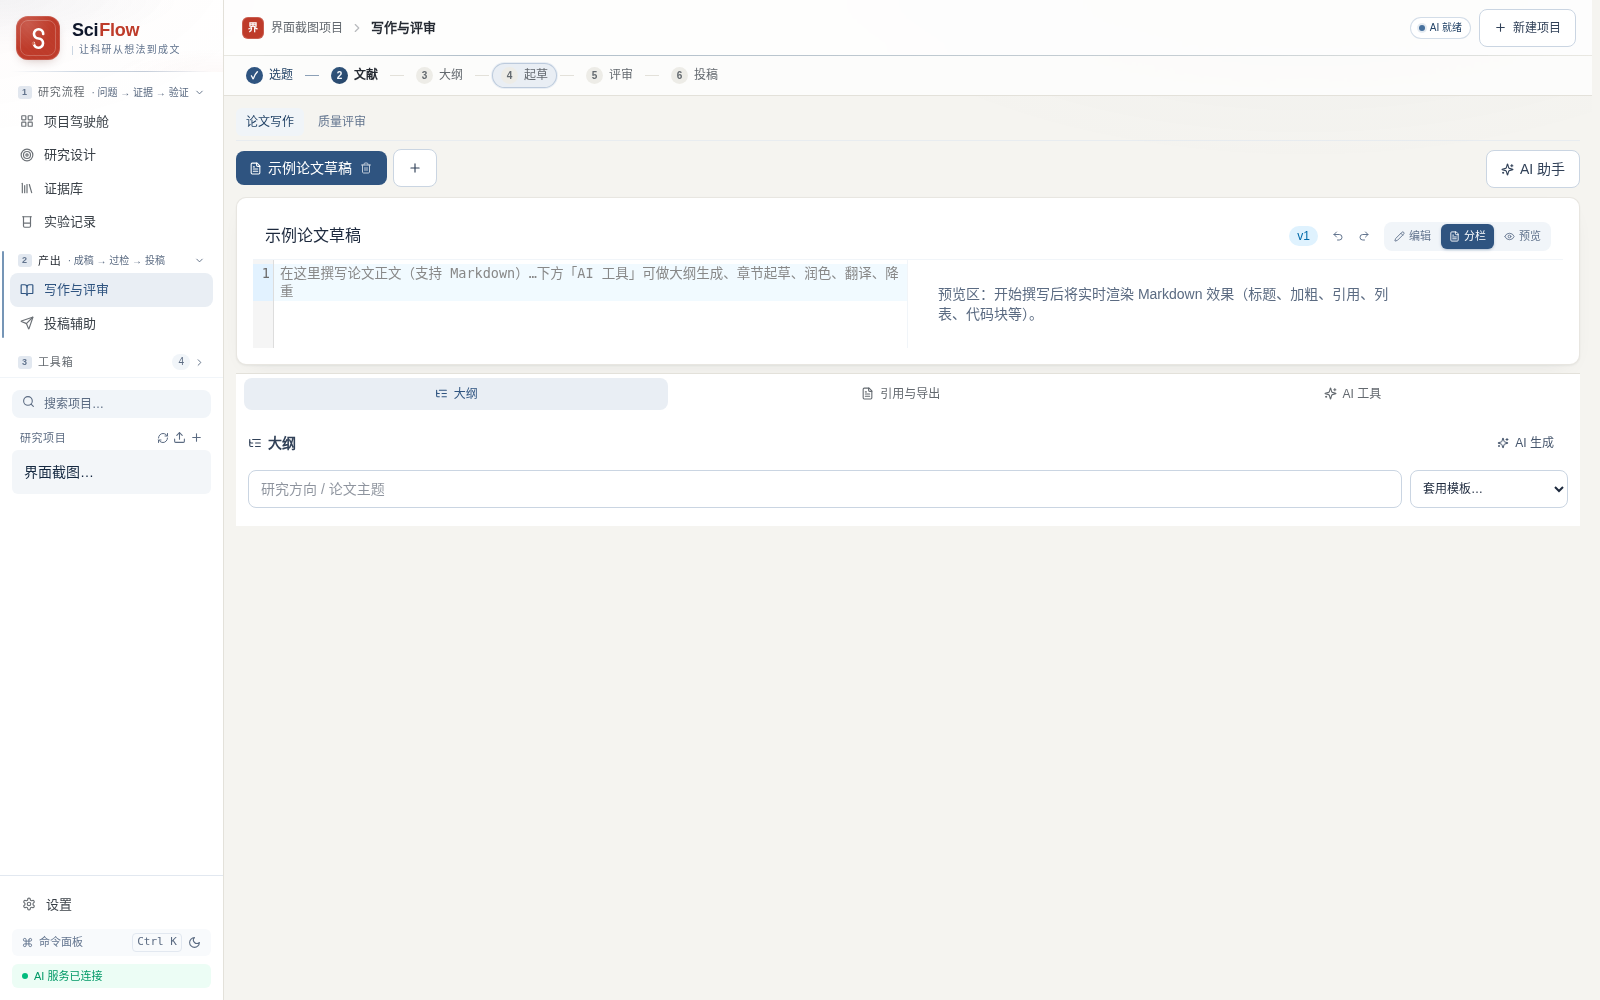 SciFlow
让科研从想法到成文
1 研究流程 · 问题 → 证据 → 验证
项目驾驶舱
研究设计
证据库
实验记录
2 产出 · 成稿 → 过检 → 投稿
写作与评审
投稿辅助
3 工具箱 4
搜索项目…
研究项目
界面截图…
设置
命令面板 Ctrl K
AI 服务已连接
界 界面截图项目 写作与评审
AI 就绪
新建项目
选题 2 文献 3 大纲 4 起草 5 评审 6 投稿
论文写作 质量评审
示例论文草稿
AI 助手
示例论文草稿
v1 编辑 分栏 预览
1 在这里撰写论文正文（支持 Markdown）…下方「AI 工具」可做大纲生成、章节起草、润色、翻译、降
重
预览区：开始撰写后将实时渲染 Markdown 效果（标题、加粗、引用、列
表、代码块等）。
大纲 引用与导出 AI 工具
大纲
AI 生成
研究方向 / 论文主题
套用模板…